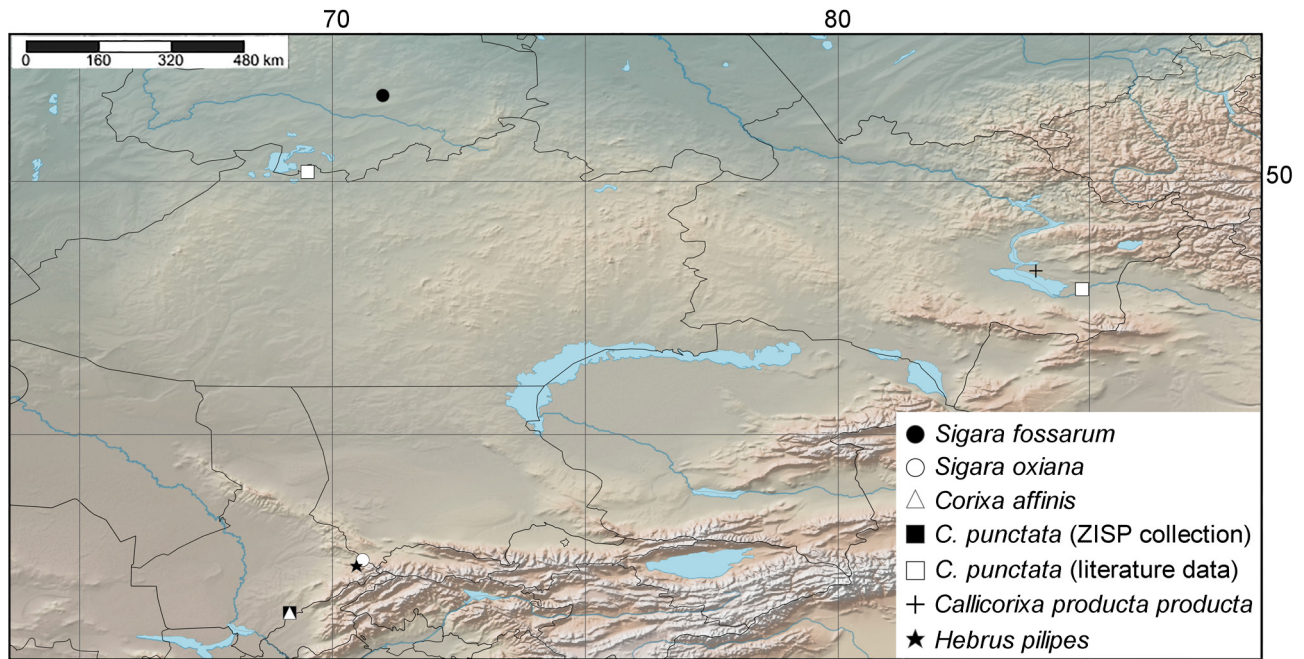 70 80
0 160 320 480 km
50
Sigara fossarum
Sigara oxiana
Corixa affinis
C. punctata (ZISP collection)
C. punctata (literature data)
Callicorixa producta producta
Hebrus pilipes